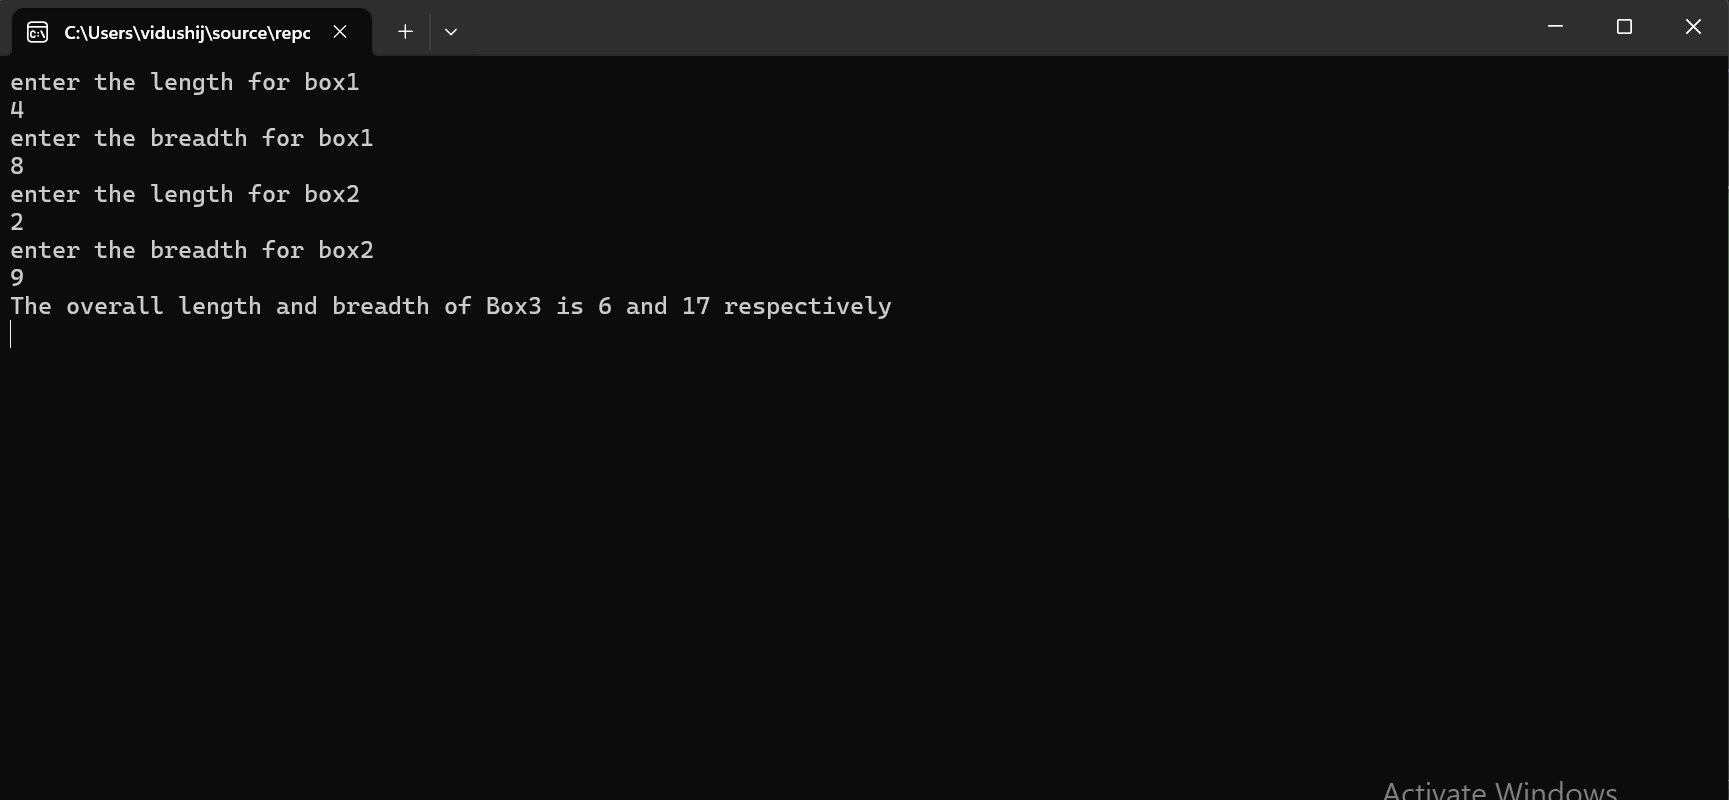 C:\Users\vidushij\source\repc
enter the length for box1
4
enter the breadth for box1
8
enter the length for box2
2
enter the breadth for box2
9
The overall length and breadth of Box3 is 6 and 17 respectively
Activate Windows